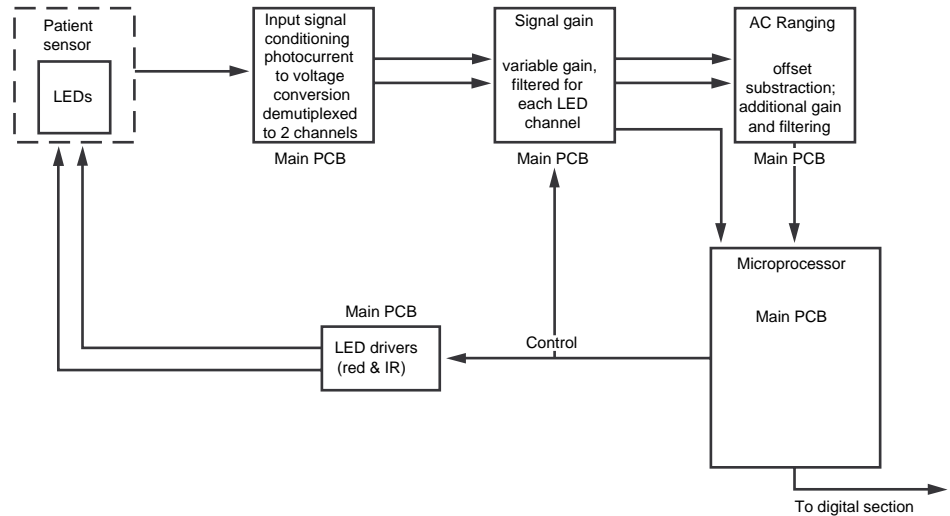 Patient
sensor
LEDs
Input signal
conditioning
photocurrent
to voltage
conversion
demutiplexed
to 2 channels
Main PCB
Signal gain
variable gain,
filtered for
each LED
channel
Main PCB
AC Ranging
offset
substraction;
additional gain
and filtering
Main PCB
Microprocessor
Main PCB
Main PCB
LED drivers
(red & IR)
Control
To digital section